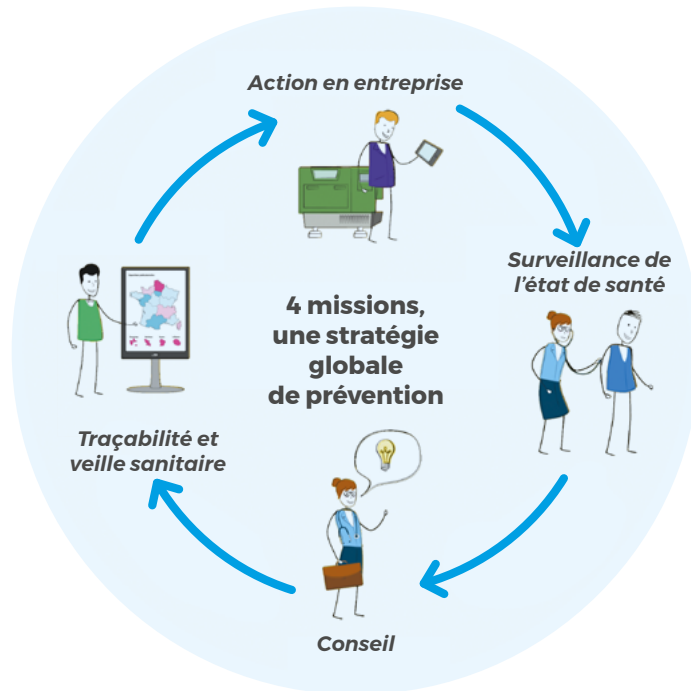 Action en entreprise
Surveillance de
l’état de santé
4 missions,
une stratégie
globale
de prévention
Traçabilité et
veille sanitaire
Conseil